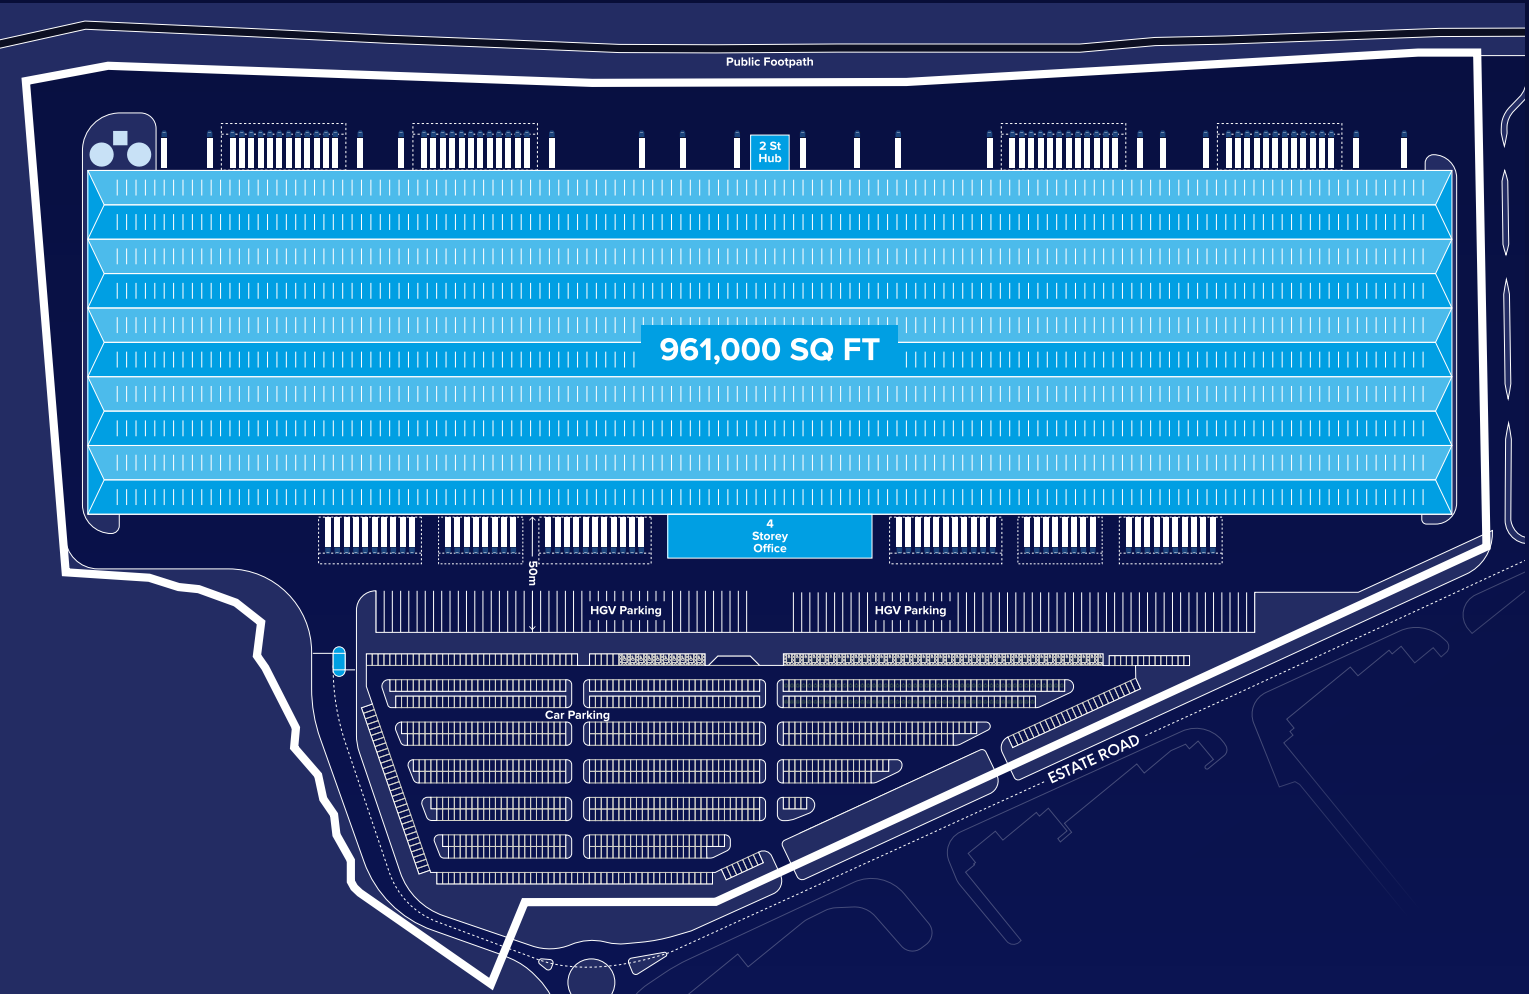 Public Footpath
2 St
Hub
961,000 SQ FT
4
Storey
Office
50m
HGV Parking
HGV Parking
Car Parking
ESTATE ROAD